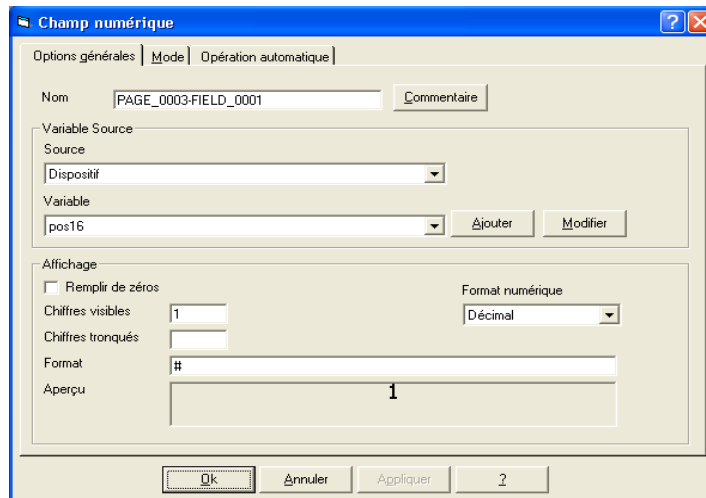 Champ numérique
Options générales Mode Opération automatique
Nom PAGE_0003-FIELD_0001 Commentaire
Variable Source
Source
Dispositif
Variable
pos16 Ajouter Modifier
Affichage
Remplir de zéros Format numérique
Chiffres visibles 1 Décimal
Chiffres tronqués
Format #
Aperçu 1
Ok Annuler Appliquer ?